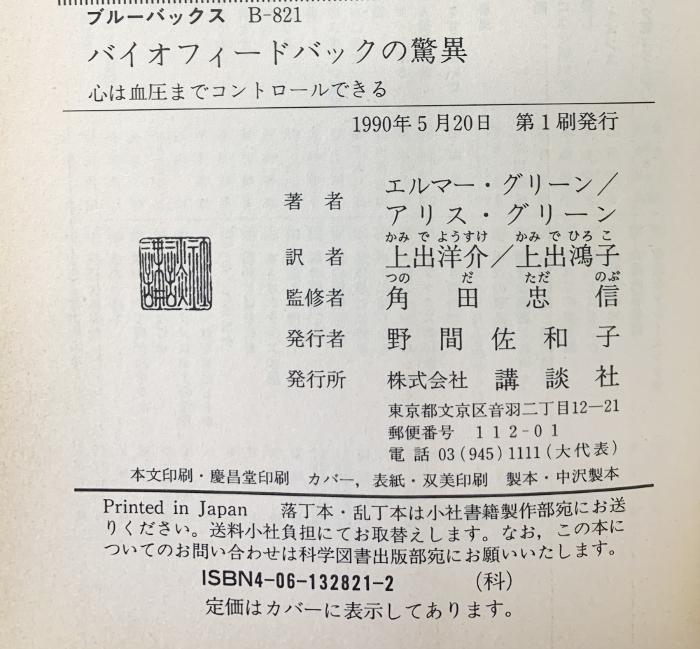 ブルーバックス B-821
バイオフィードバックの驚異
心は血圧までコントロールできる
1990年5月20日 第1刷発行
著者 エルマー・グリーン／
アリス・グリーン
かみ で ようすけ かみ で ひろ こ
訳者 上出洋介／上出鴻子
つの だ ただ のぶ
監修者 角田忠信
発行者 野間佐和子
発行所 株式会社 講談社
東京都文京区音羽二丁目12—21
郵便番号 112-01
電話 03(945)1111(大代表)
本文印刷・慶昌堂印刷 カバー，表紙・双美印刷 製本・中沢製本
Printed in Japan 落丁本・乱丁本は小社書籍製作部宛にお送
りください。送料小社負担にてお取替えします。なお，この本に
ついてのお問い合わせは科学図書出版部宛にお願いいたします。
ISBN4-06-132821-2 (科)
定価はカバーに表示してあります。